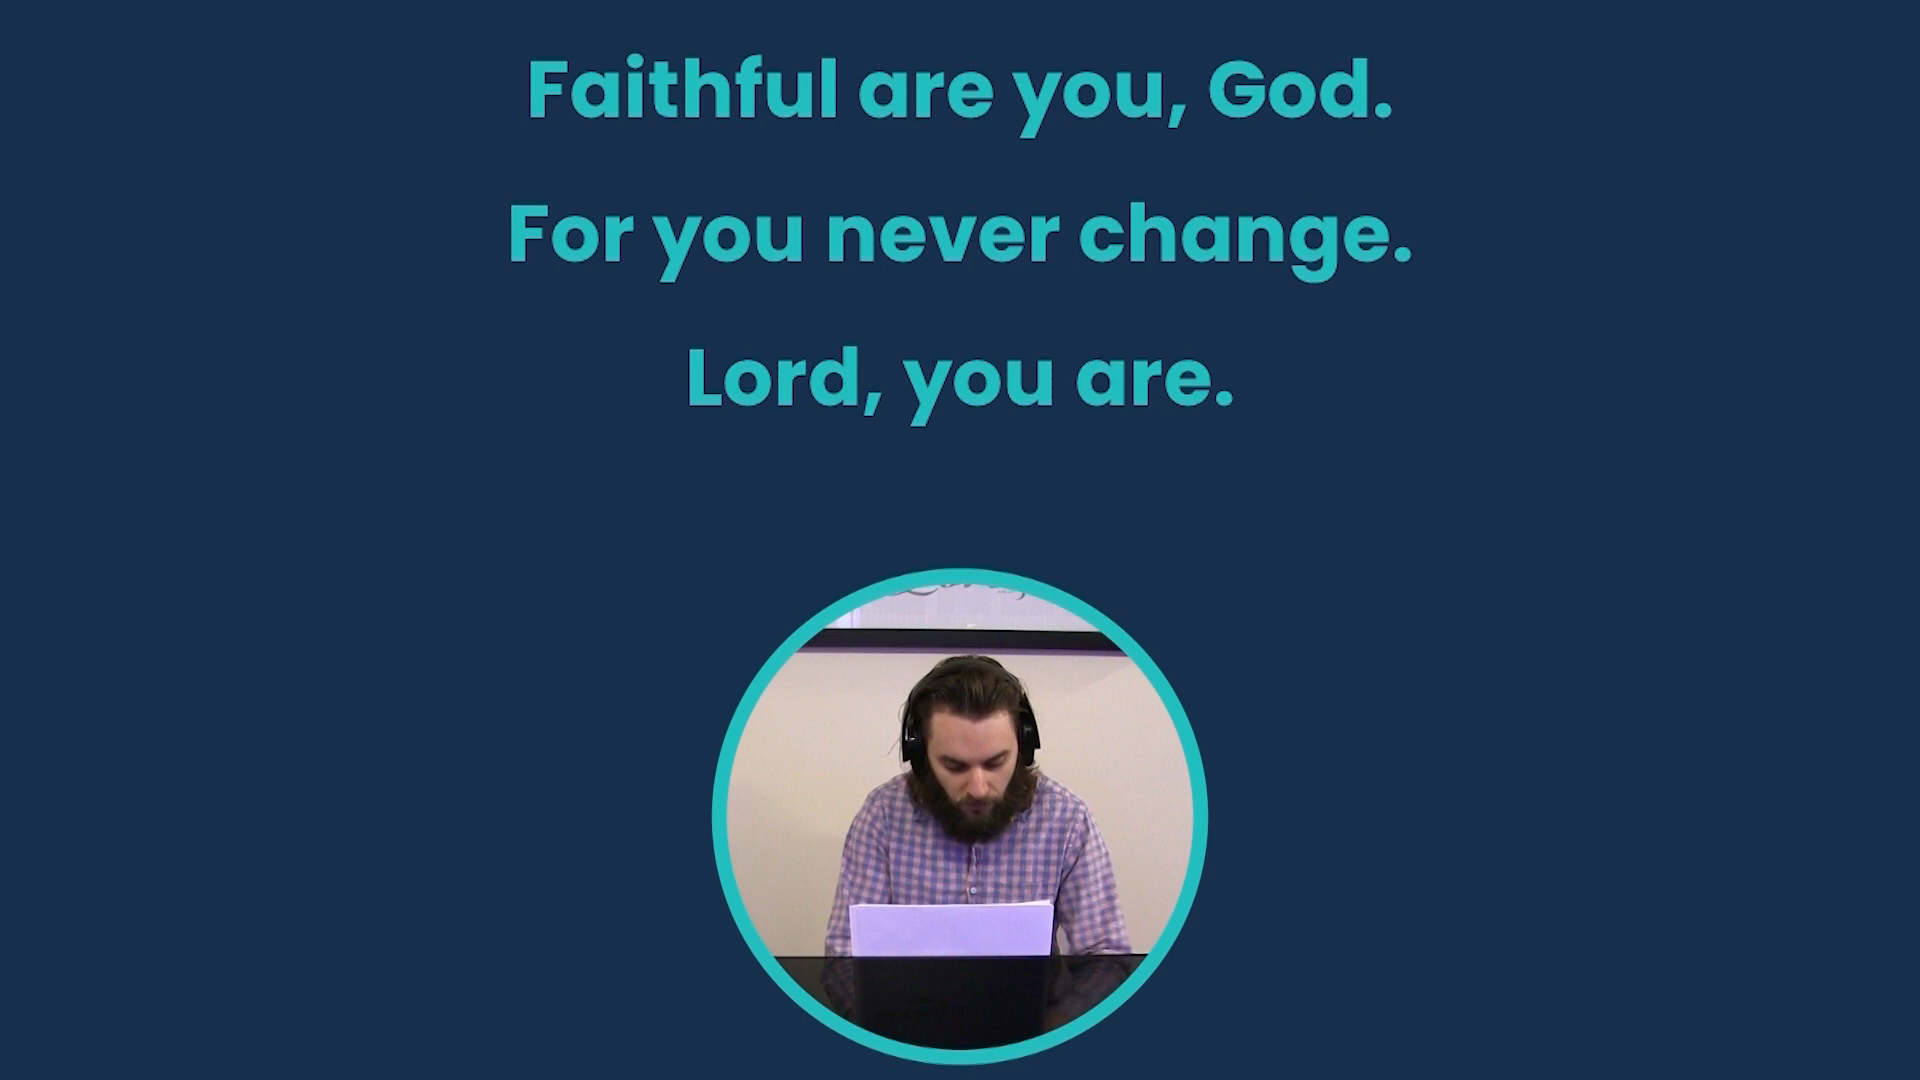 Faithful are you, God.
For you never change.
Lord, you are.